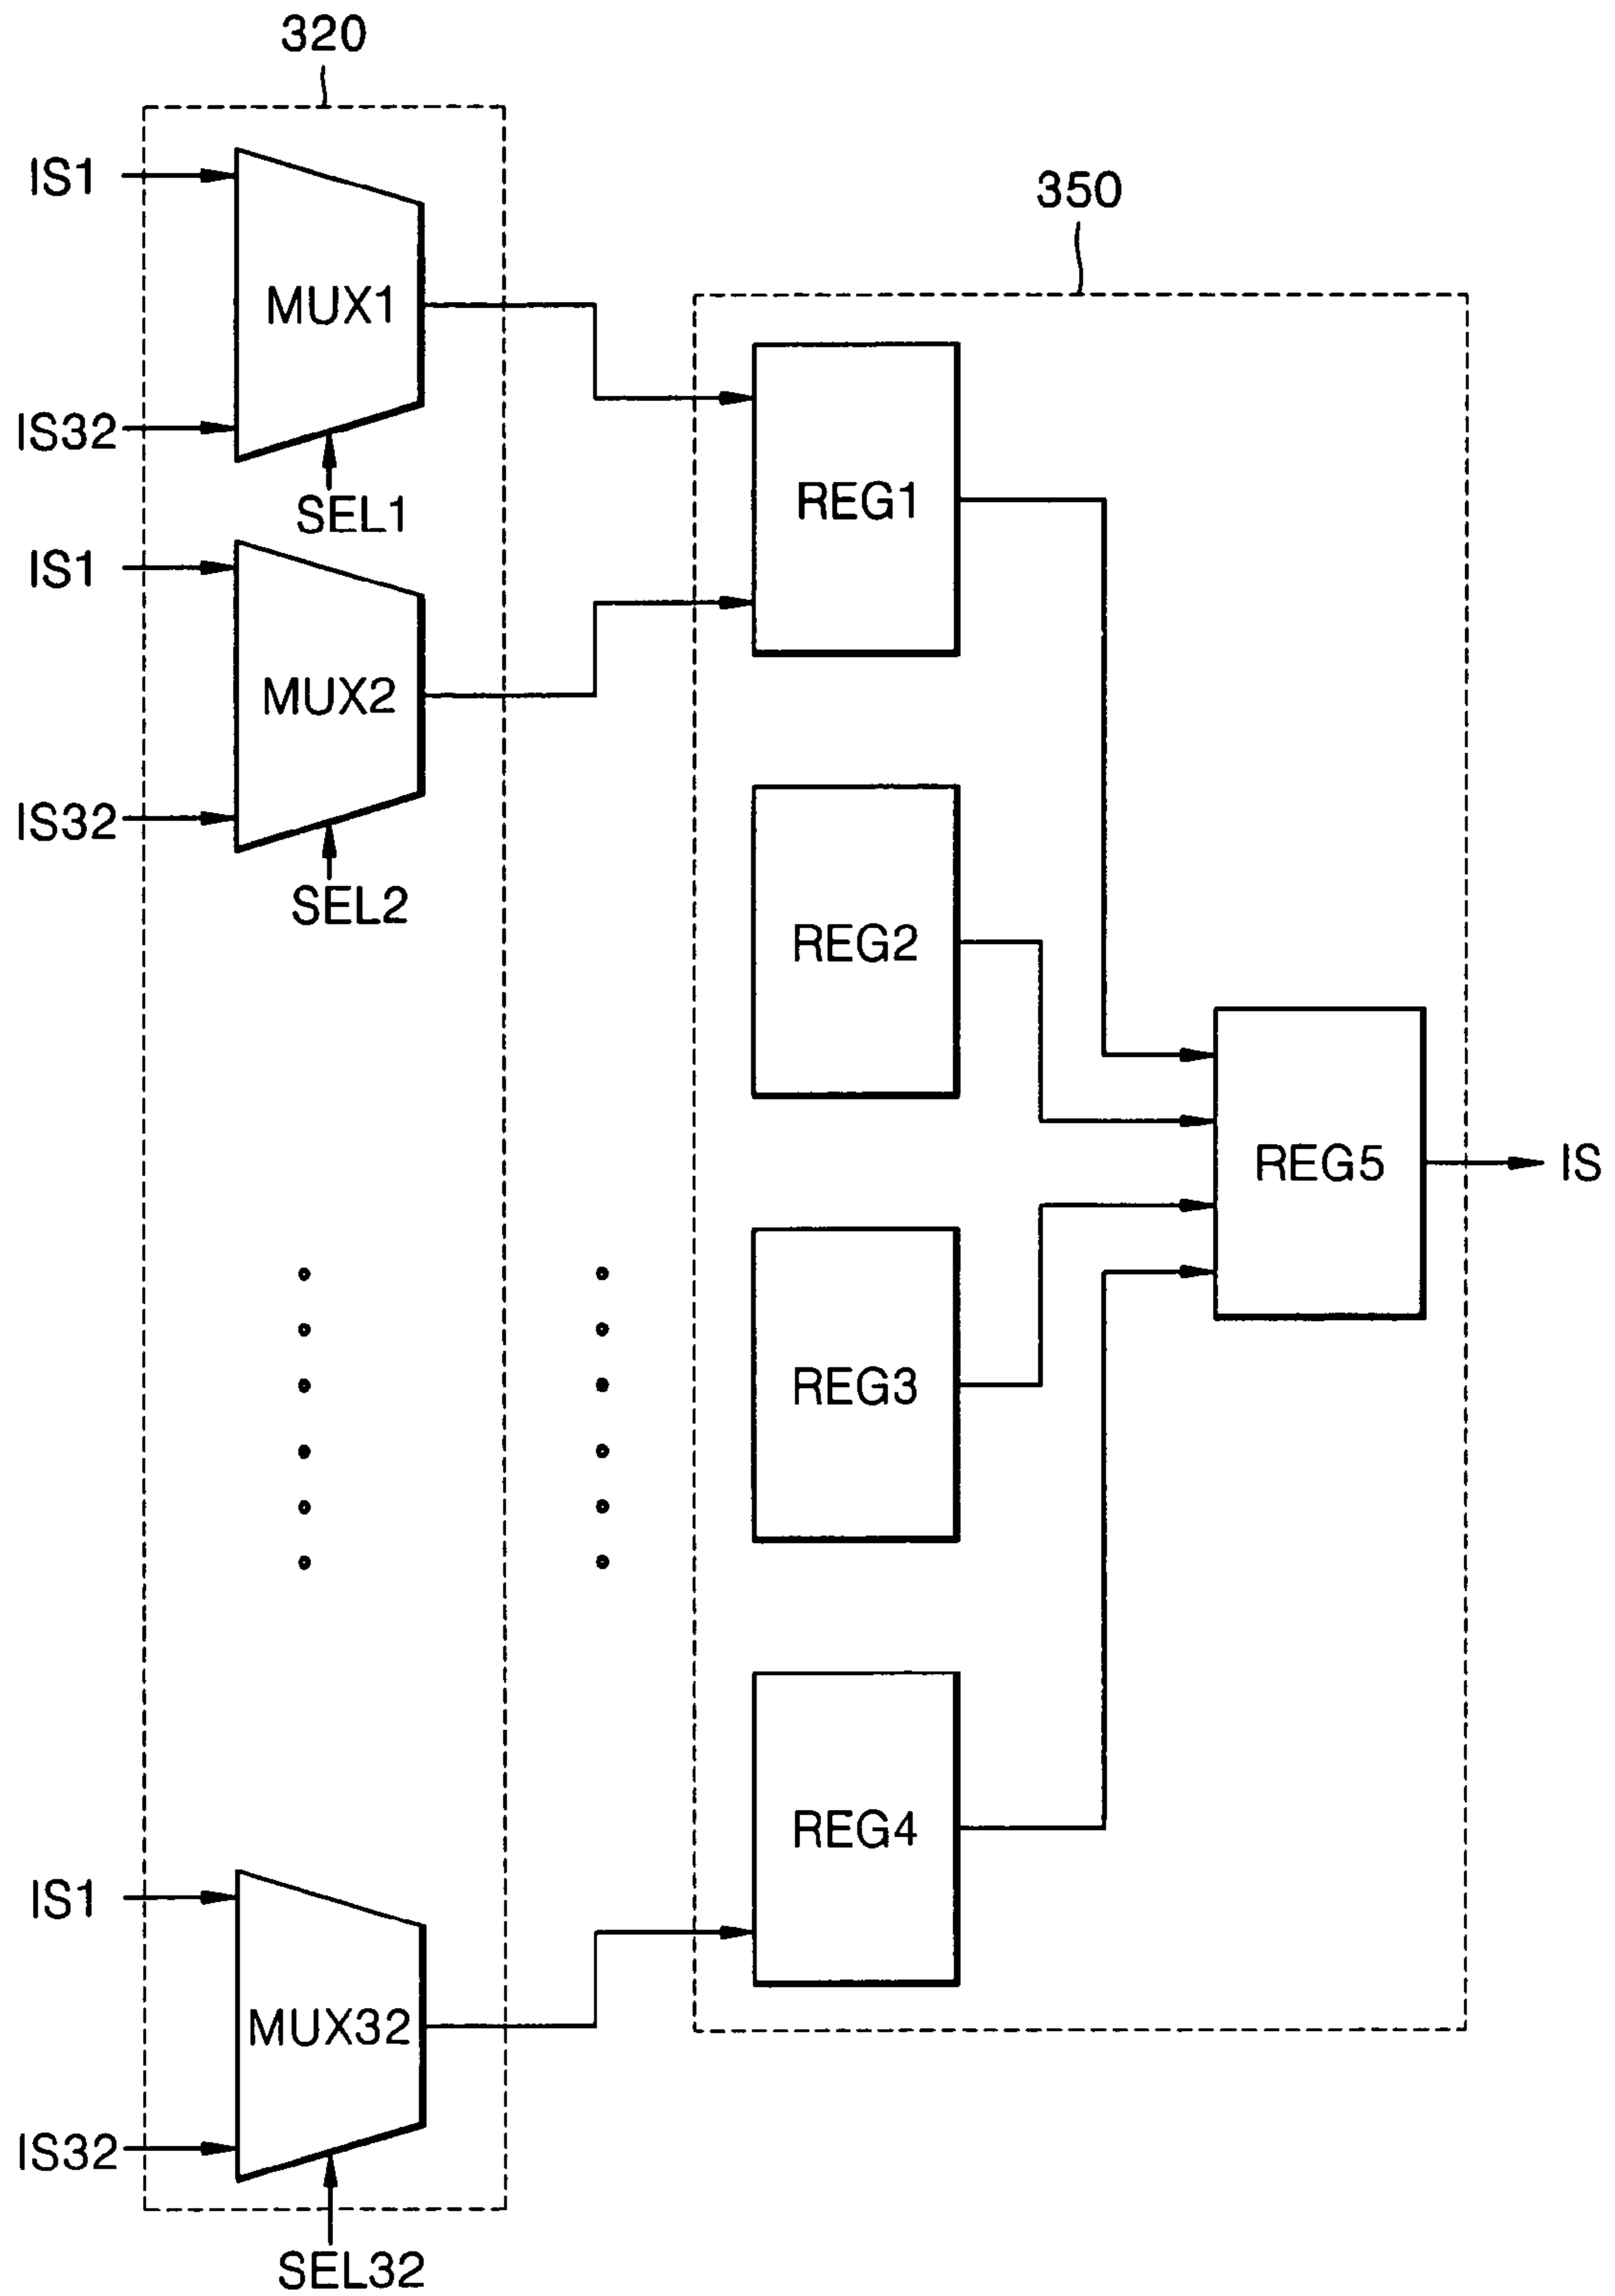 320
IS1
350
MUX1
IS32
SEL1
REG1
IS1
MUX2
IS32
SEL2
REG2
REG5
IS
REG3
REG4
IS1
MUX32
IS32
SEL32